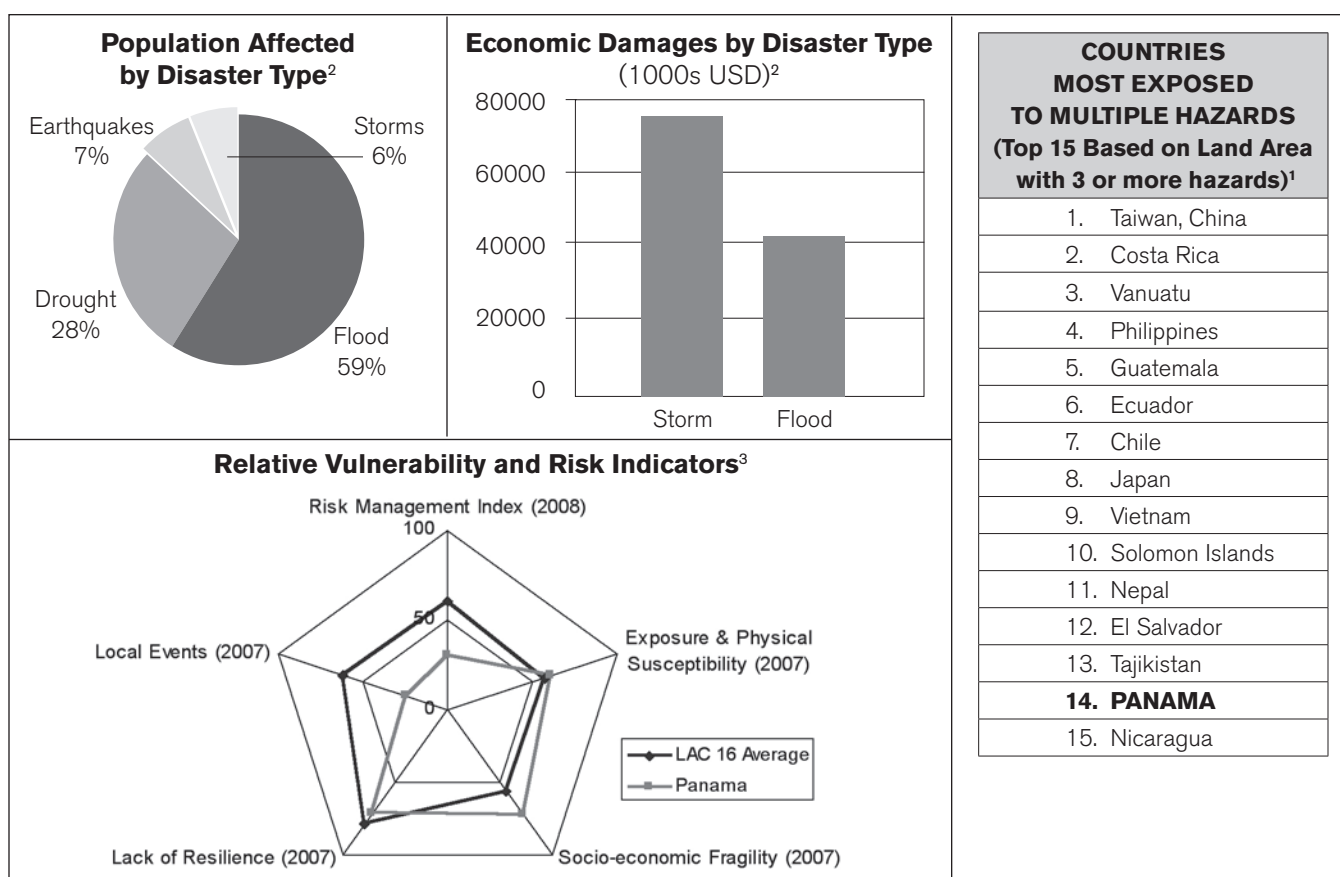 Population Affected
by Disaster Type²
Earthquakes
7%
Storms
6%
Drought
28%
Flood
59%
Economic Damages by Disaster Type
(1000s USD)²
80000
60000
40000
20000
0
Storm
Flood
Relative Vulnerability and Risk Indicators³
Risk Management Index (2008)
100
50
0
Local Events (2007)
Exposure & Physical
Susceptibility (2007)
LAC 16 Average
Panama
Lack of Resilience (2007)
Socio-economic Fragility (2007)
COUNTRIES
MOST EXPOSED
TO MULTIPLE HAZARDS
(Top 15 Based on Land Area
with 3 or more hazards)¹
1. Taiwan, China
2. Costa Rica
3. Vanuatu
4. Philippines
5. Guatemala
6. Ecuador
7. Chile
8. Japan
9. Vietnam
10. Solomon Islands
11. Nepal
12. El Salvador
13. Tajikistan
14. PANAMA
15. Nicaragua